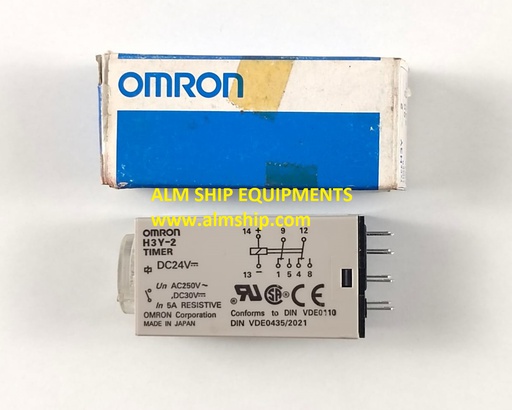 OMRON
ALM SHIP EQUIPMENTS
www.almship.com
OMRON
H3Y-2
TIMER
DC24V
Un AC250V~
,DC30V
In 5A RESISTIVE
OMRON Corporation
MADE IN JAPAN
14 + 9 12
13 - 1 5 4 8
Conforms to DIN VDE0110
DIN VDE0435/2021